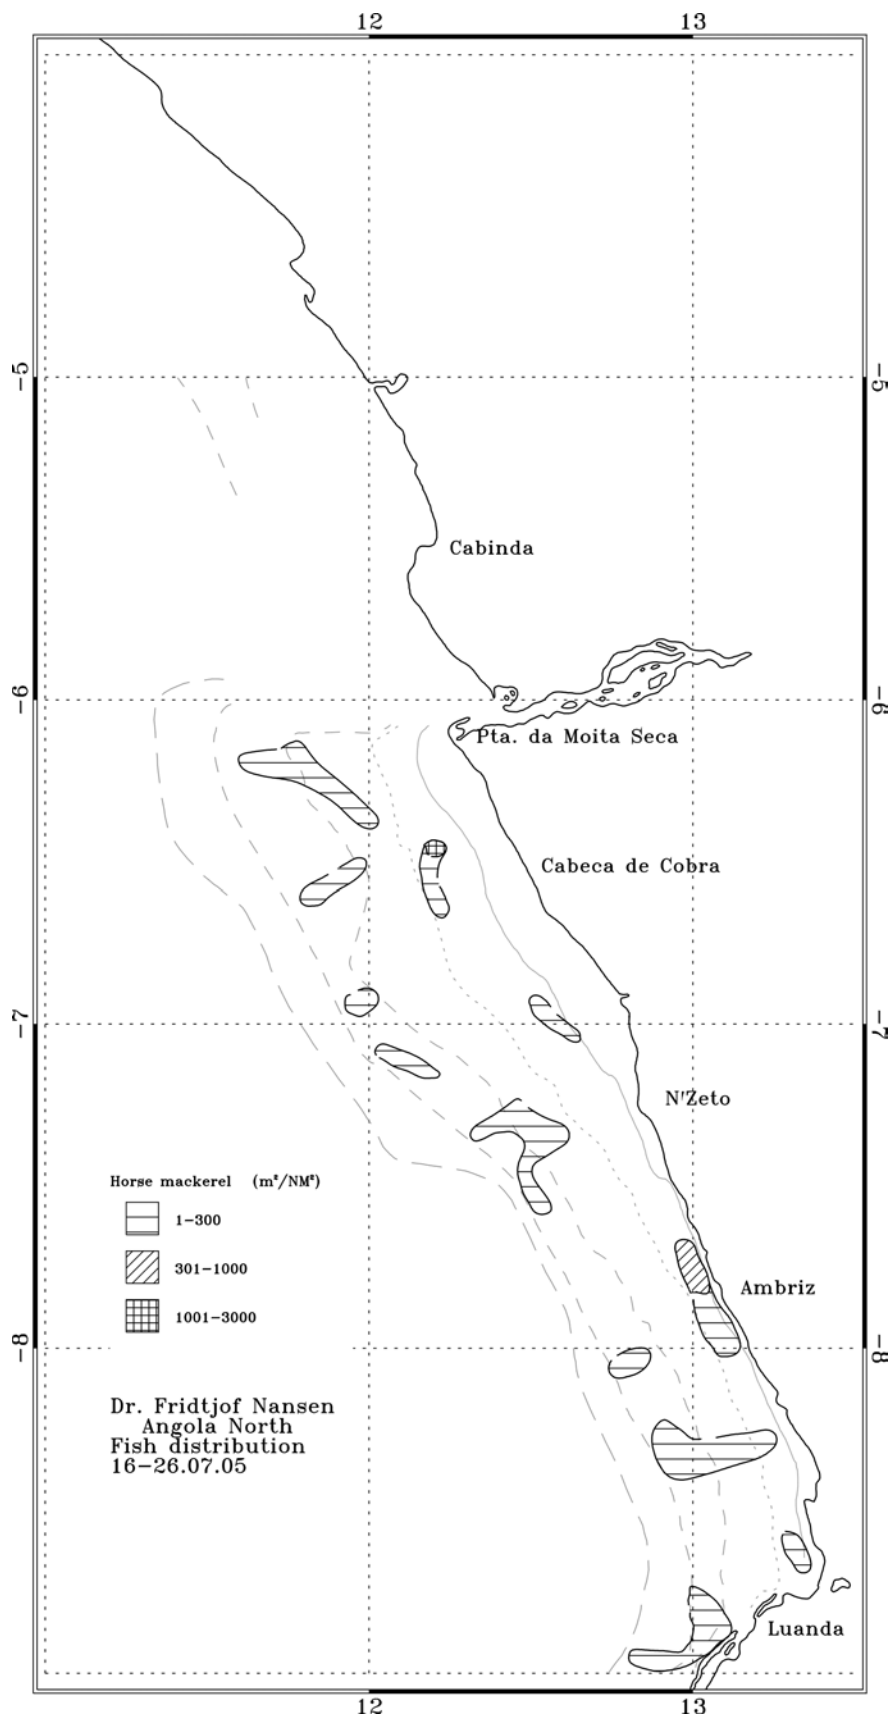 12 13
-5 -5
Cabinda
-6 -6
Pta. da Moita Seca
Cabeca de Cobra
-7 -7
N'Zeto
Horse mackerel (m²/NM²)
1-300
301-1000
1001-3000
Ambriz
-8 -8
Dr. Fridtjof Nansen
Angola North
Fish distribution
16-26.07.05
Luanda
12 13